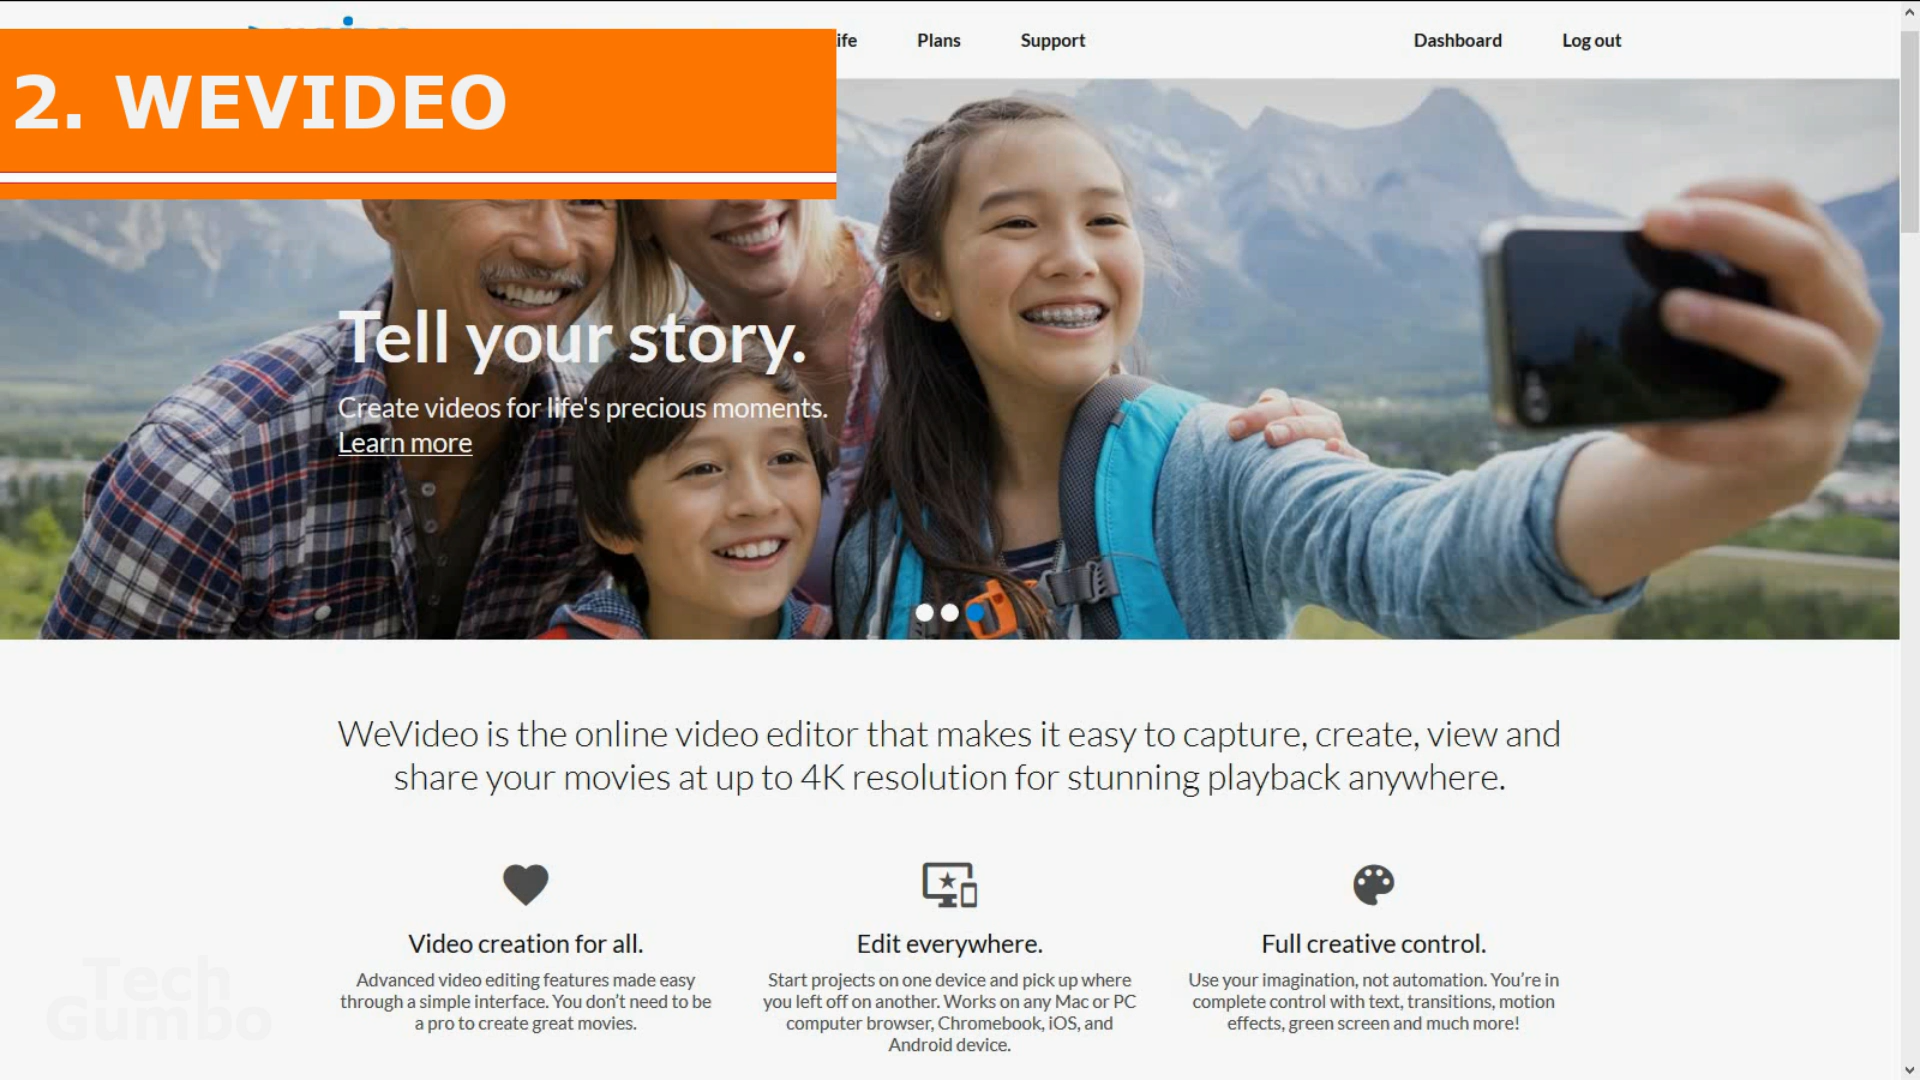 Plans
Support
Dashboard
Log out
2. WEVIDEO
Tell your story.
Create videos for life's precious moments.
Learn more
WeVideo is the online video editor that makes it easy to capture, create, view and
share your movies at up to 4K resolution for stunning playback anywhere.
Video creation for all.
Advanced video editing features made easy
through a simple interface. You don't need to be
a pro to create great movies.
Edit everywhere.
Start projects on one device and pick up where
you left off on another. Works on any Mac or PC
computer browser, Chromebook, iOS, and
Android device.
Full creative control.
Use your imagination, not automation. You're in
complete control with text, transitions, motion
effects, green screen and much more!
Tech
Gumbo